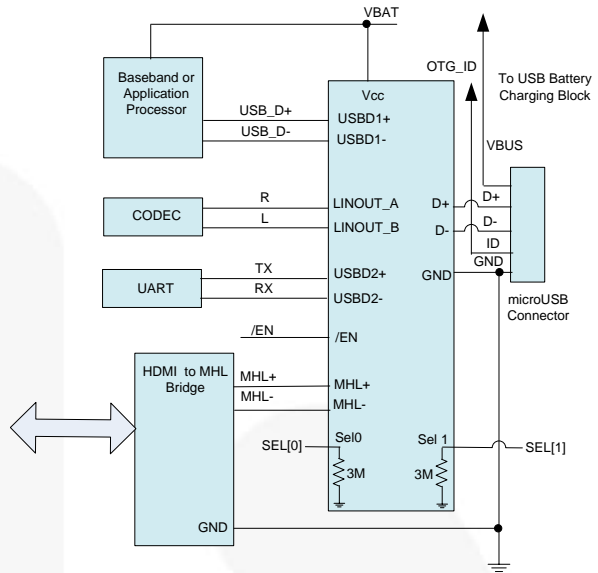 VBAT
OTG_ID
To USB Battery
Charging Block
Baseband or
Application
Processor
Vcc
USB_D+
USBD1+
USB_D-
USBD1-
VBUS
CODEC
R
LINOUT_A
L
LINOUT_B
D+
D+
D-
D-
ID
GND
GND
UART
TX
USBD2+
RX
USBD2-
microUSB
Connector
/EN
/EN
HDMI to MHL
Bridge
MHL+
MHL+
MHL-
MHL-
SEL[0]
Sel0
Sel 1
SEL[1]
3M
3M
GND